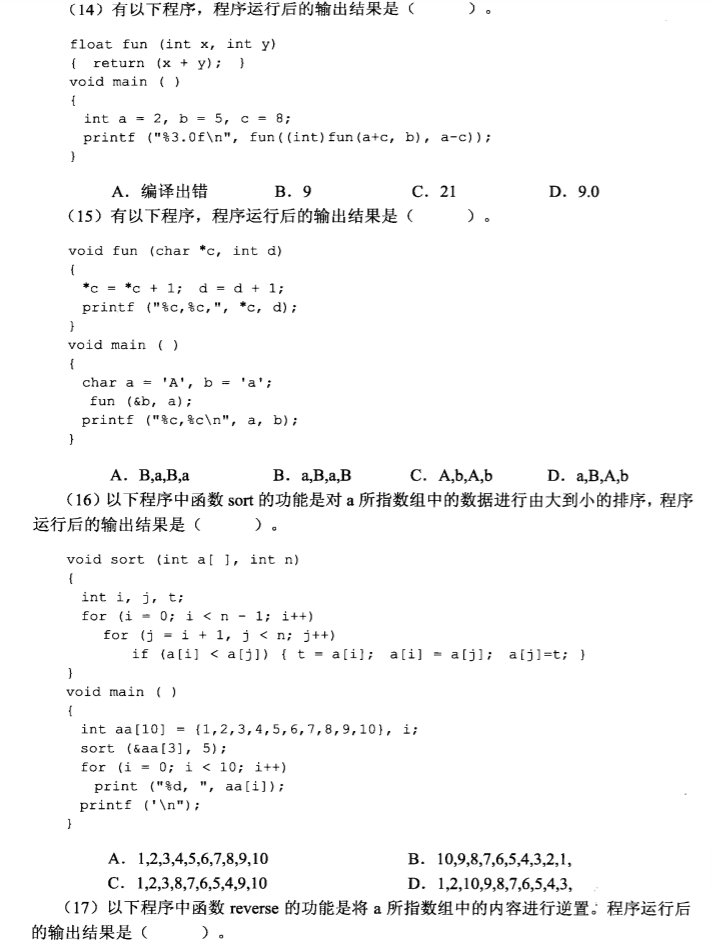 （14）有以下程序，程序运行后的输出结果是（　　）。
float fun (int x, int y)
{ return (x + y); }
void main ( )
{
int a = 2, b = 5, c = 8;
printf ("%3.0f\n", fun((int)fun(a+c, b), a-c));
}
A．编译出错 B．9 C．21 D．9.0
（15）有以下程序，程序运行后的输出结果是（　　）。
void fun (char *c, int d)
{
*c = *c + 1; d = d + 1;
printf ("%c,%c,", *c, d);
}
void main ( )
{
char a = 'A', b = 'a';
fun (&b, a);
printf ("%c,%c\n", a, b);
}
A．B,a,B,a B．a,B,a,B C．A,b,A,b D．a,B,A,b
（16）以下程序中函数 sort 的功能是对 a 所指数组中的数据进行由大到小的排序，程序
运行后的输出结果是（　　）。
void sort (int a[ ], int n)
{
int i, j, t;
for (i = 0; i < n - 1; i++)
for (j = i + 1, j < n; j++)
if (a[i] < a[j]) { t = a[i]; a[i] = a[j]; a[j]=t; }
}
void main ( )
{
int aa[10] = {1,2,3,4,5,6,7,8,9,10}, i;
sort (&aa[3], 5);
for (i = 0; i < 10; i++)
print ("%d, ", aa[i]);
printf ('\n");
}
A．1,2,3,4,5,6,7,8,9,10 B．10,9,8,7,6,5,4,3,2,1,
C．1,2,3,8,7,6,5,4,9,10 D．1,2,10,9,8,7,6,5,4,3,
（17）以下程序中函数 reverse 的功能是将 a 所指数组中的内容进行逆置。程序运行后
的输出结果是（　　）。